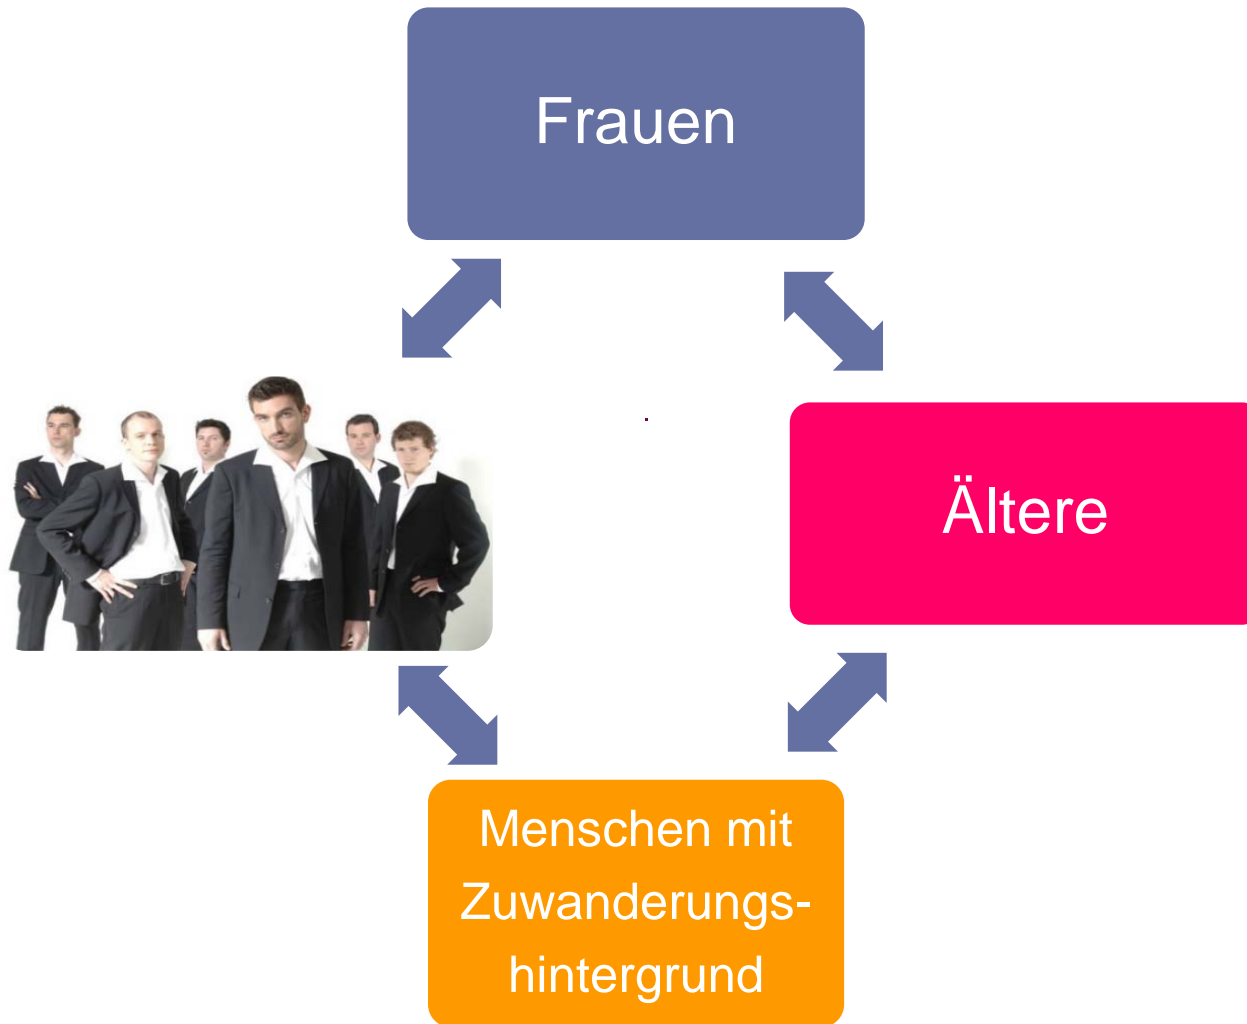 Frauen
Ältere
Menschen mit
Zuwanderungs-
hintergrund